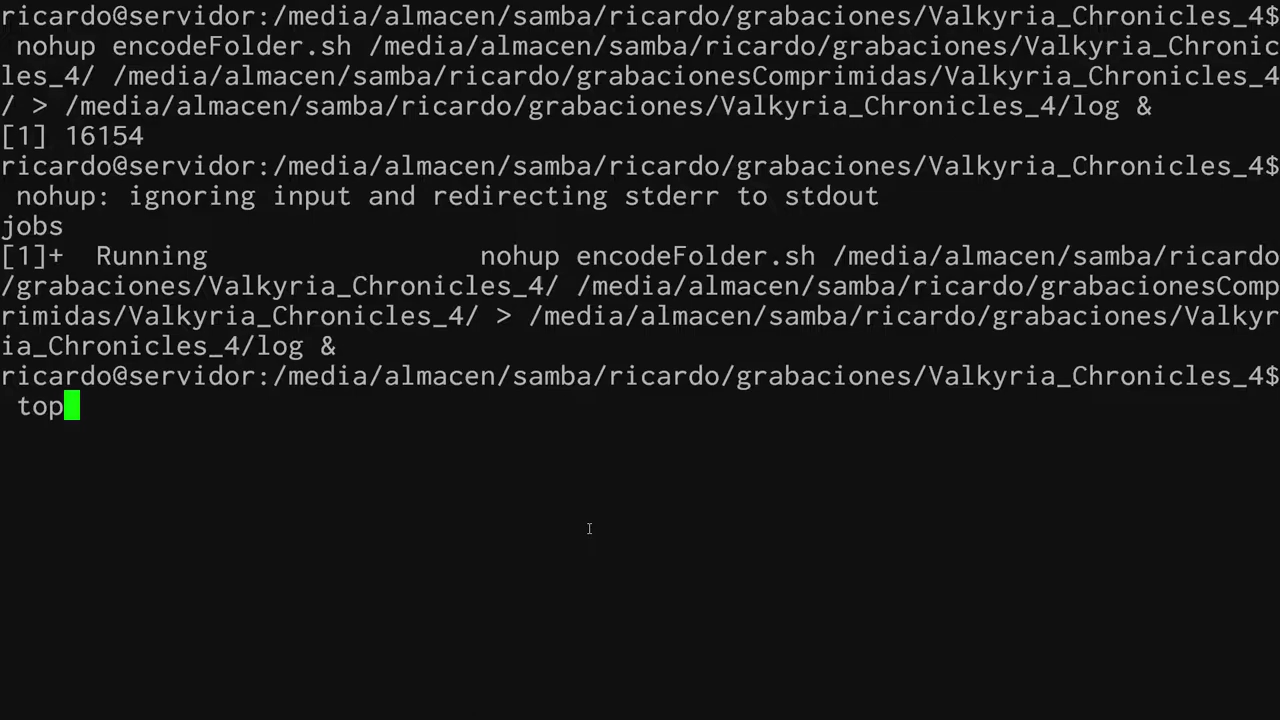 ricardo@servidor:/media/almacen/samba/ricardo/grabaciones/Valkyria_Chronicles_4$
 nohup encodeFolder.sh /media/almacen/samba/ricardo/grabaciones/Valkyria_Chronic
les_4/ /media/almacen/samba/ricardo/grabacionesComprimidas/Valkyria_Chronicles_4
/ > /media/almacen/samba/ricardo/grabaciones/Valkyria_Chronicles_4/log &
[1] 16154
ricardo@servidor:/media/almacen/samba/ricardo/grabaciones/Valkyria_Chronicles_4$
 nohup: ignoring input and redirecting stderr to stdout
jobs
[1]+  Running                 nohup encodeFolder.sh /media/almacen/samba/ricardo
/grabaciones/Valkyria_Chronicles_4/ /media/almacen/samba/ricardo/grabacionesComp
rimidas/Valkyria_Chronicles_4/ > /media/almacen/samba/ricardo/grabaciones/Valkyr
ia_Chronicles_4/log &
ricardo@servidor:/media/almacen/samba/ricardo/grabaciones/Valkyria_Chronicles_4$
 top